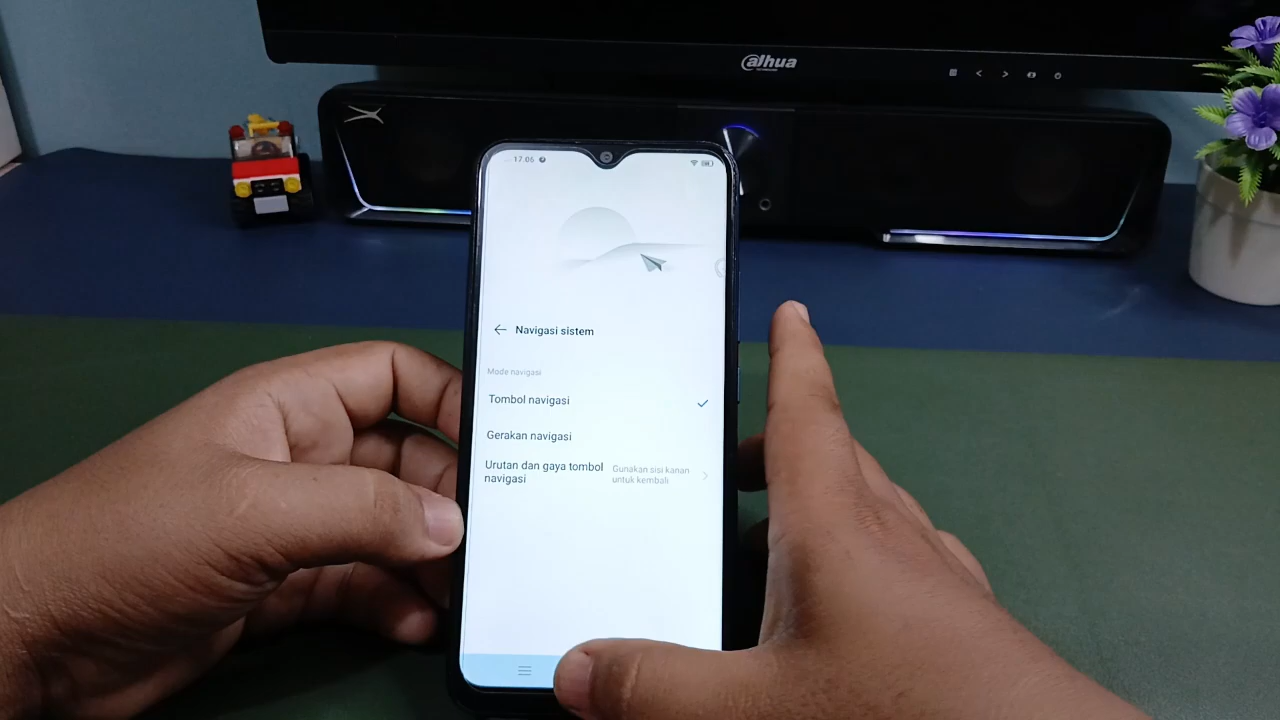 alhua
17.06
Navigasi sistem
Mode navigasi
Tombol navigasi
Gerakan navigasi
Urutan dan gaya tombol
navigasi
Gunakan sisi kanan
untuk kembali